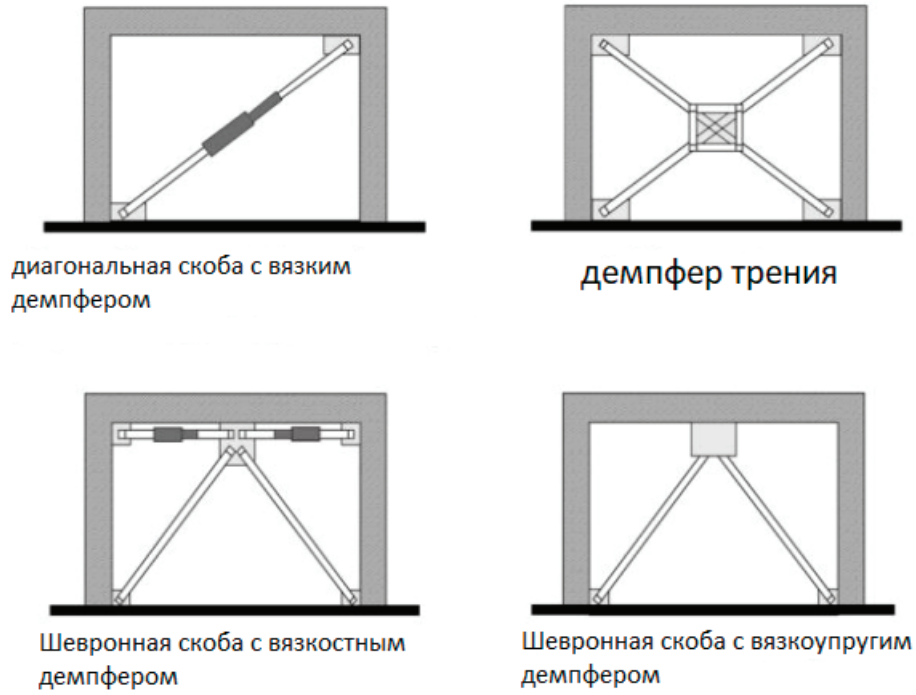 диагональная скоба с вязким
демпфером
демпфер трения
Шевронная скоба с вязкостным
демпфером
Шевронная скоба с вязкоупругим
демпфером